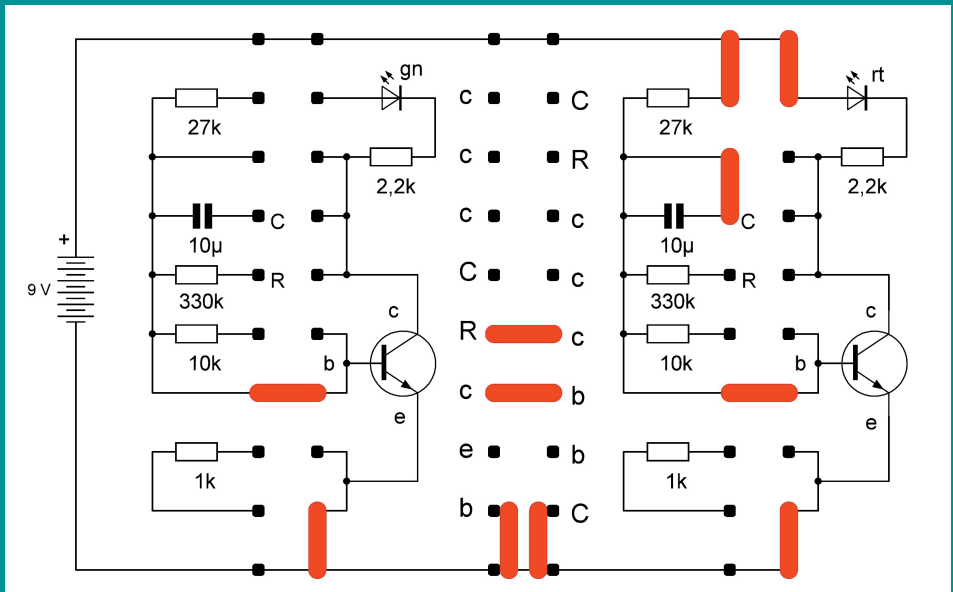 gn
rt
c C
27k
27k
c R
2,2k
2,2k
C
c c
C
10µ
10µ
+
R
C c
R
9 V
330k
330k
c
R c
c
b
b
10k
10k
c b
e
e
e b
1k
1k
b C